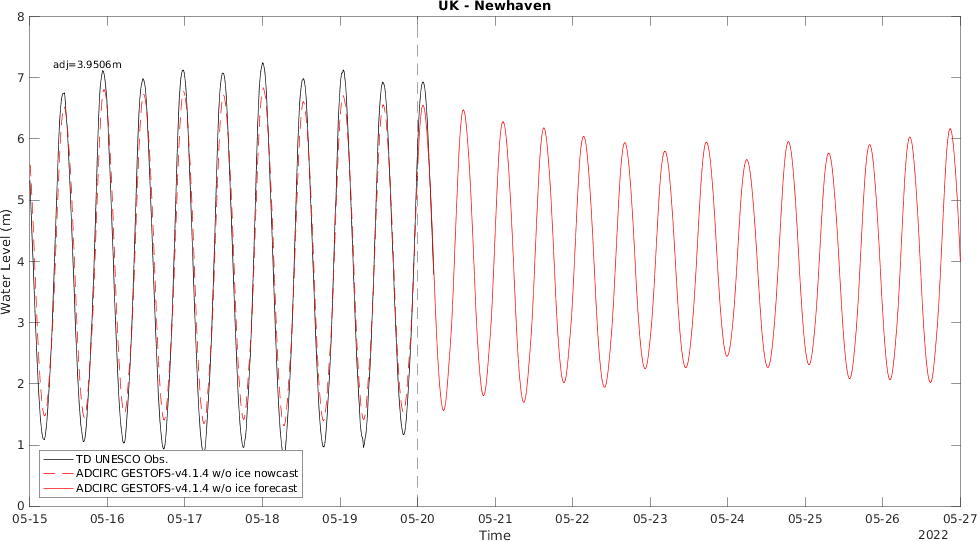 UK - Newhaven
adj=3.9506m
8
7
6
5
4
3
2
1
0
Water Level (m)
TD UNESCO Obs.
ADCIRC GESTOFS-v4.1.4 w/o ice nowcast
ADCIRC GESTOFS-v4.1.4 w/o ice forecast
05-15 05-16 05-17 05-18 05-19 05-20 05-21 05-22 05-23 05-24 05-25 05-26 05-27
Time
2022